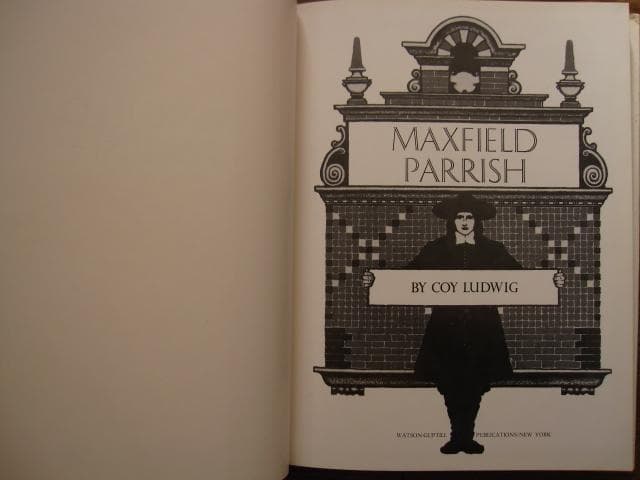 MAXFIELD
PARRISH
BY COY LUDWIG
WATSON-GUPTILL PUBLICATIONS/NEW YORK